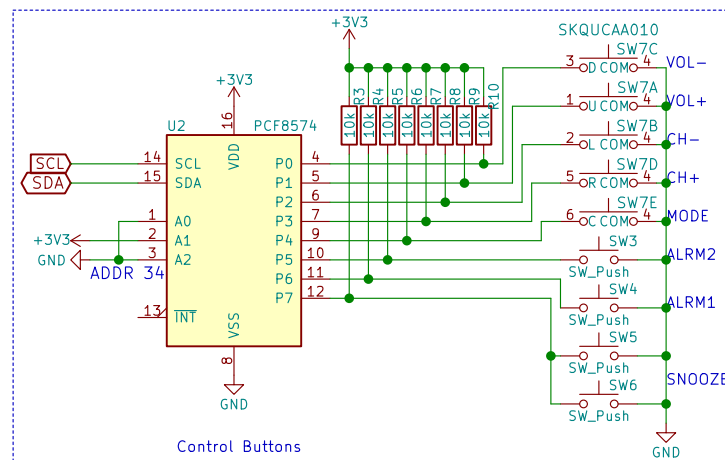 +3V3
SKQUCAA010
SW7C
3 D COM 4 VOL-
+3V3
R3 R4 R5 R6 R7 R8 R9 R10
SW7A
1 U COM 4 VOL+
10k 10k 10k 10k 10k 10k 10k 10k
U2 16 VDD PCF8574
SW7B
2 L COM 4 CH-
SCL 14 SCL P0 4
SW7D
SDA 15 SDA P1 5
5 R COM 4 CH+
P2 6
SW7E
1 A0 P3 7
6 C COM 4 MODE
+3V3 2 A1 P4 9
SW3
GND 3 A2 P5 10
ALRM2
ADDR 34
SW_Push
P6 11
SW4
P7 12
ALRM1
13 INT
SW_Push
VSS
SW5
8
SW_Push
SNOOZE
SW6
GND
SW_Push
Control Buttons
GND